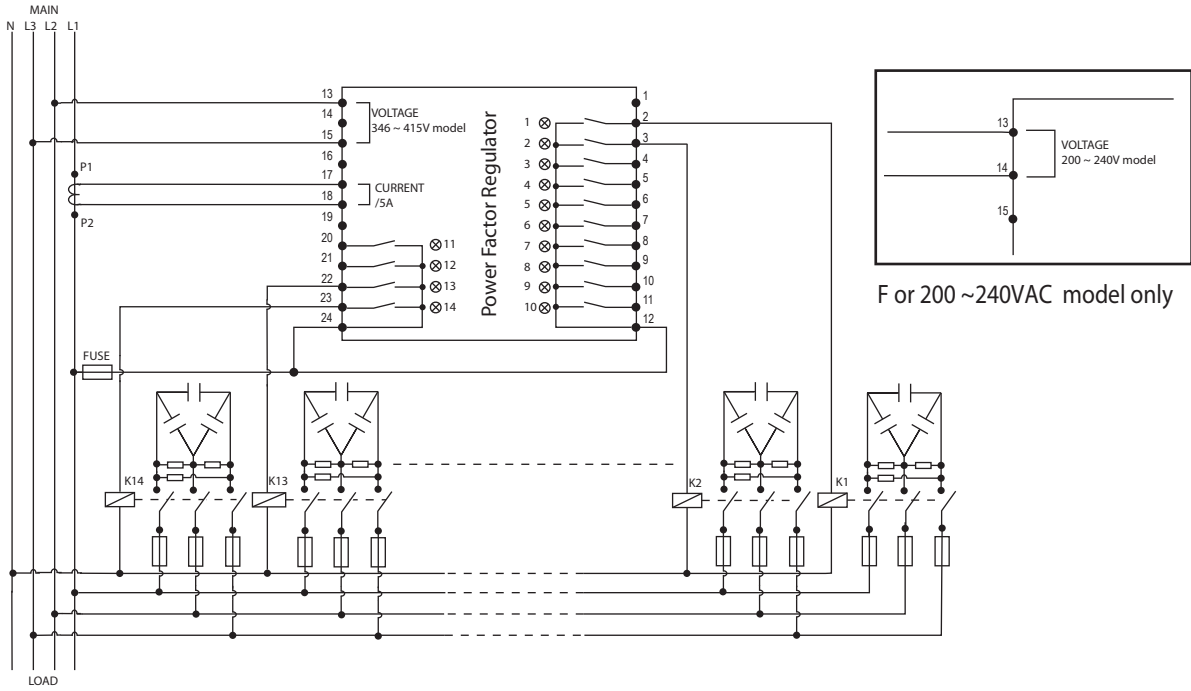 MAIN
N L3 L2 L1
13
14
15
16
17
18
19
20
21
22
23
24
VOLTAGE
346 ~ 415V model
CURRENT
/5A
P1
P2
11
12
13
14
Power Factor Regulator
1
2
3
4
5
6
7
8
9
10
1
2
3
4
5
6
7
8
9
10
11
12
FUSE
K14
K13
K2
K1
LOAD
13
14
15
VOLTAGE
200 ~ 240V model
F or 200 ~240VAC model only